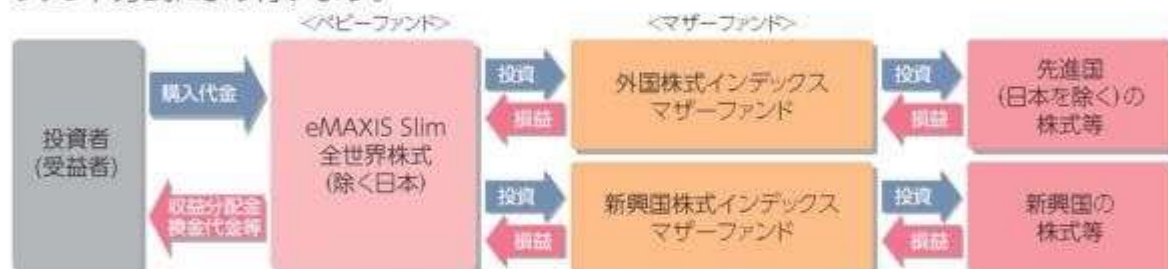 <ベビーファンド>
<マザーファンド>
投資者
(受益者)
購入代金
収益分配金
換金代金等
eMAXIS Slim
全世界株式
(除く日本)
投資
損益
外国株式インデックス
マザーファンド
投資
損益
先進国
(日本を除く)の
株式等
投資
損益
新興国株式インデックス
マザーファンド
投資
損益
新興国の
株式等